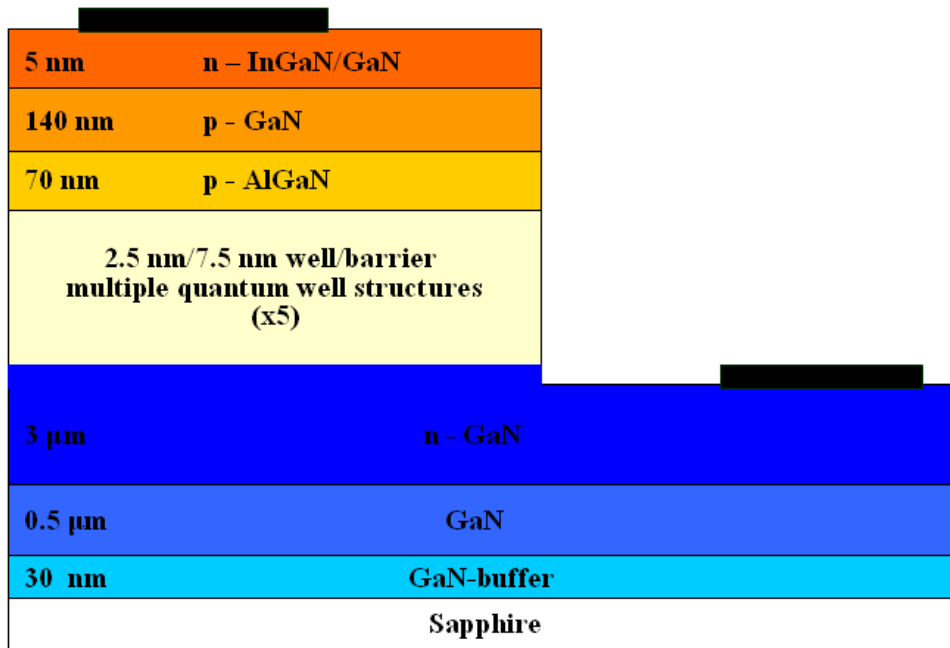 5 nm n – InGaN/GaN
140 nm p - GaN
70 nm p - AlGaN
2.5 nm/7.5 nm well/barrier
multiple quantum well structures
(x5)
3 μm n - GaN
0.5 μm GaN
30 nm GaN-buffer
Sapphire